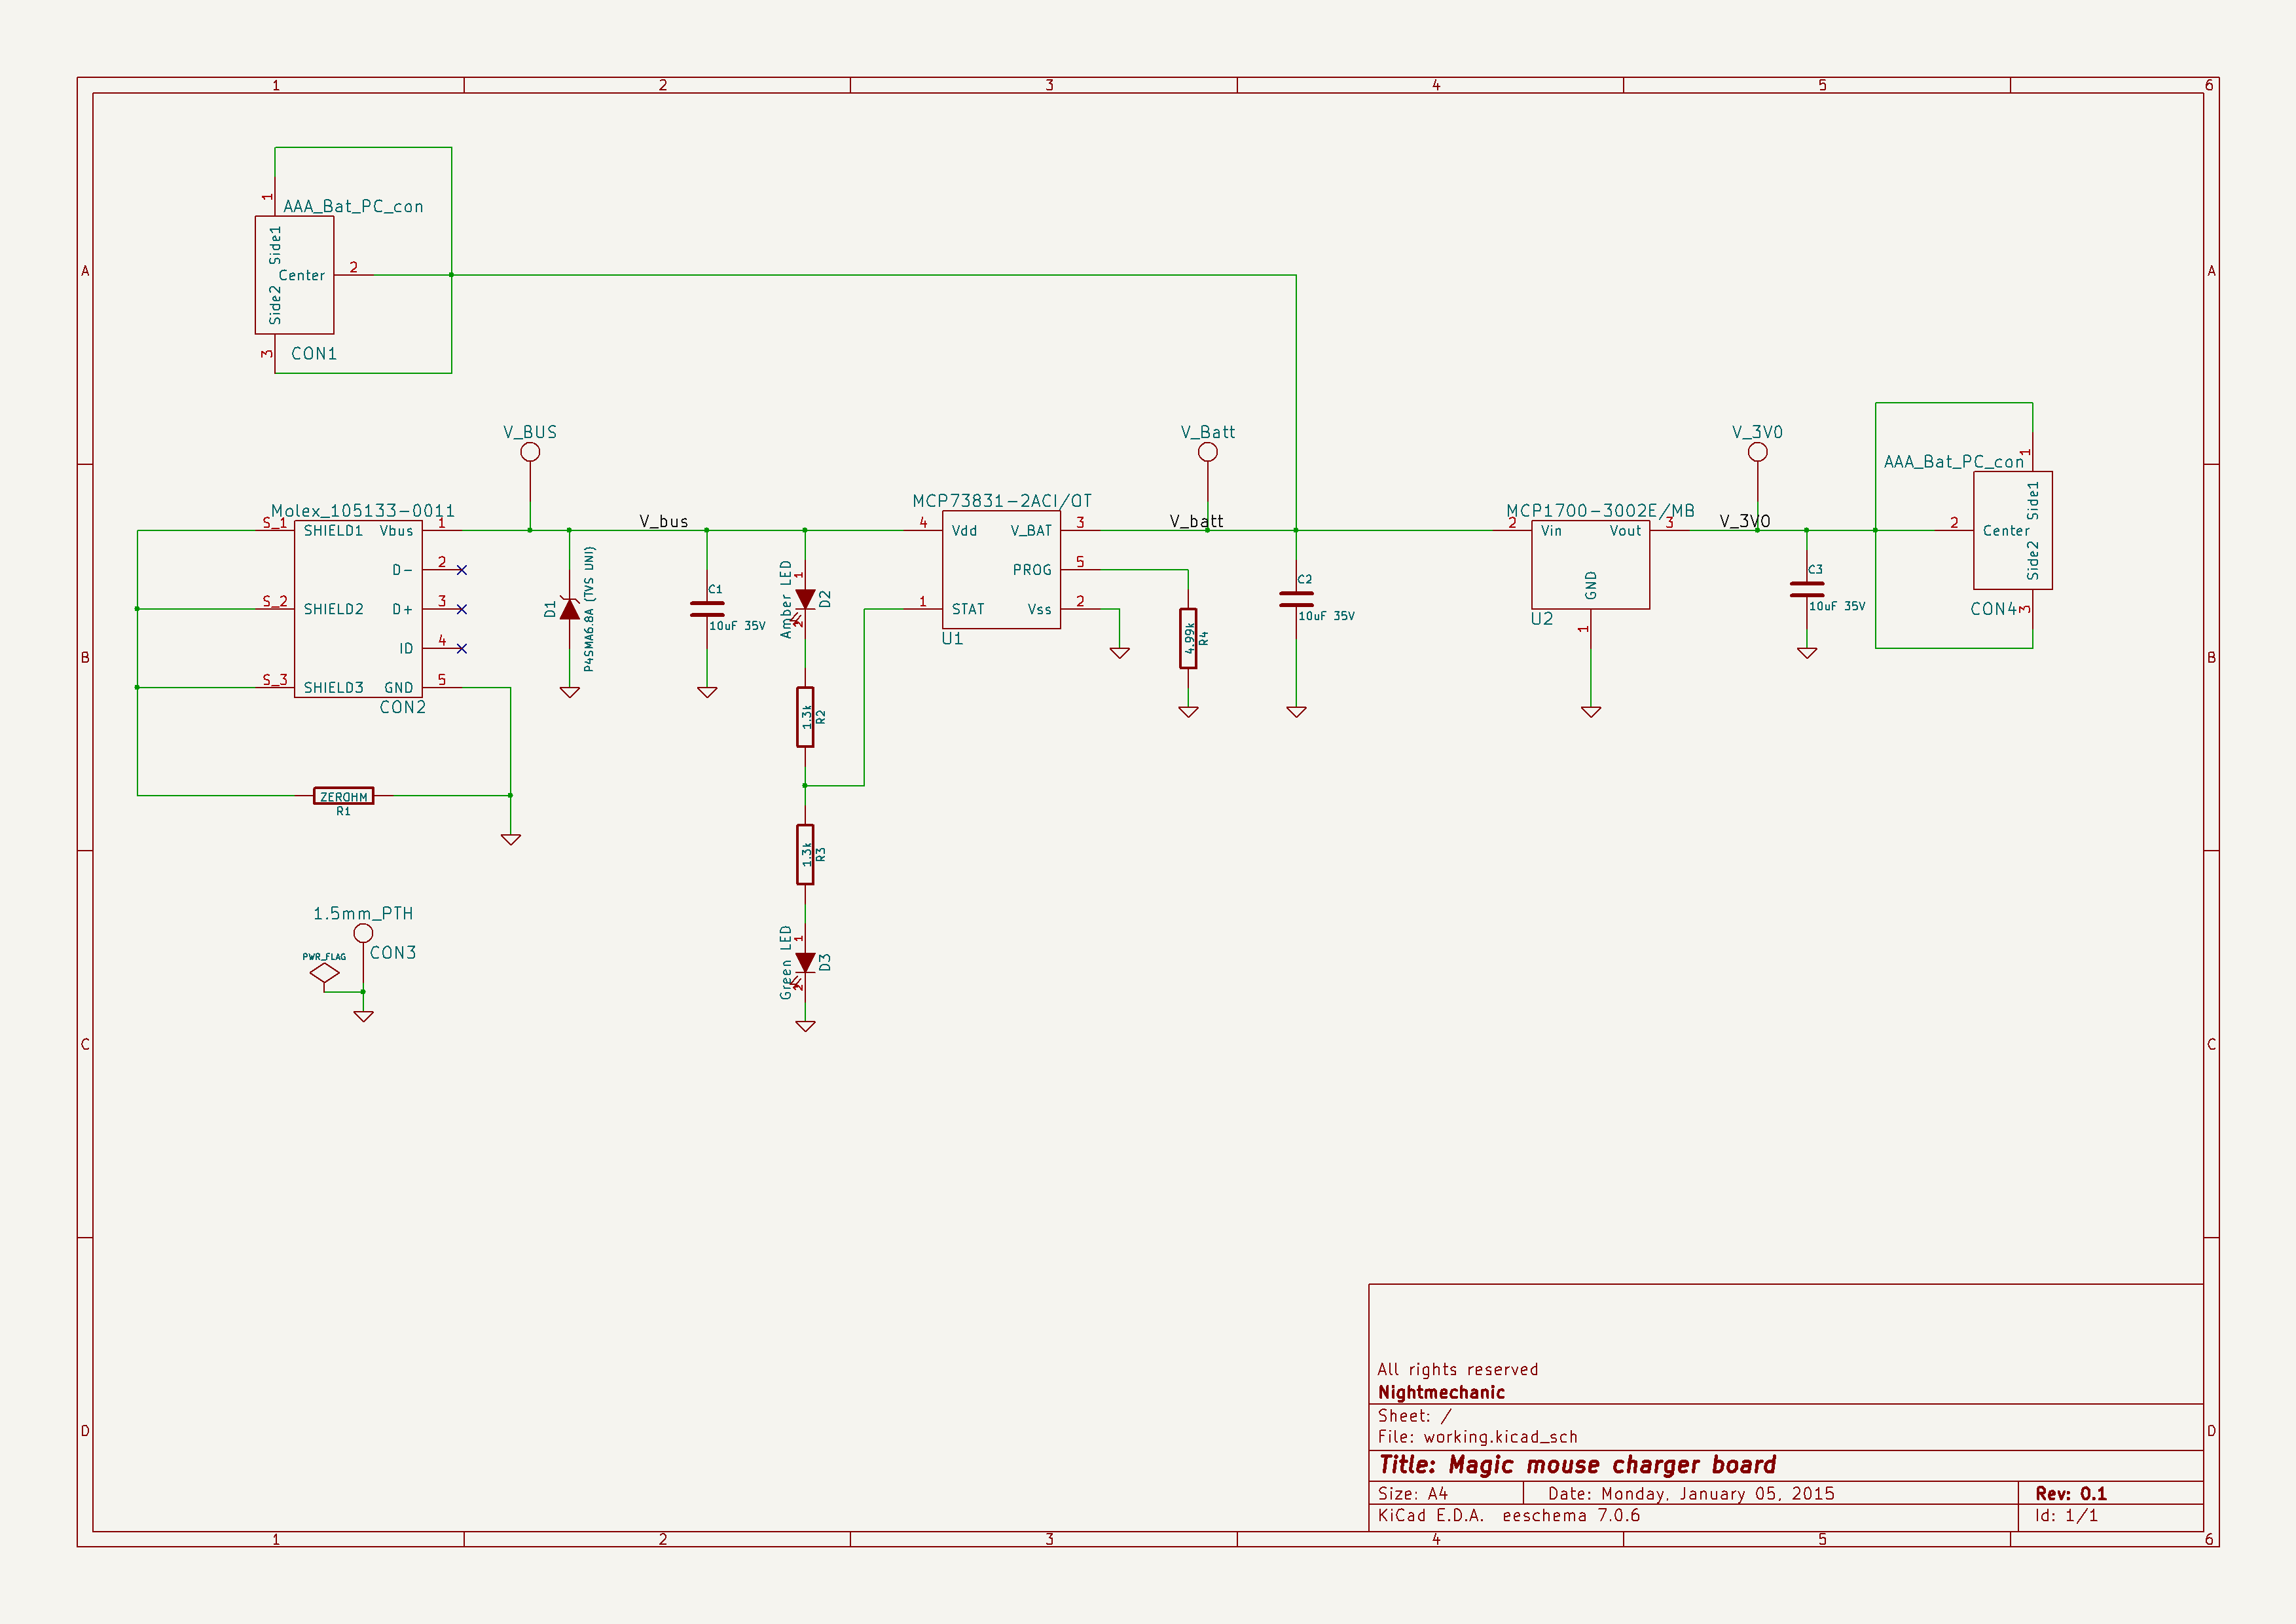 1 2 3 4 5 6
A A
1
AAA_Bat_PC_con
Side1
Center 2
Side2
3 CON1
V_BUS
V_Batt
V_3V0
1
AAA_Bat_PC_con
Side1
2 Center
Side2
CON4 3
Molex_105133-0011
S_1 SHIELD1 Vbus 1
D- 2
S_2 SHIELD2 D+ 3
ID 4
S_3 SHIELD3 GND 5
CON2
V_bus
D1
P4SMA6.8A (TVS UNI)
C1
10uF 35V
Amber LED
1
2
D2
MCP73831-2ACI/OT
4 Vdd V_BAT 3
PROG 5
1 STAT Vss 2
U1
V_batt
4.99k
R4
C2
10uF 35V
MCP1700-3002E/MB
2 Vin Vout 3
GND
U2
1
V_3V0
C3
10uF 35V
B B
1.3k
R2
ZEROHM
R1
1.3k
R3
1.5mm_PTH
CON3
PWR_FLAG
Green LED
1
2
D3
C C
All rights reserved
Nightmechanic
Sheet: /
File: working.kicad_sch
Title: Magic mouse charger board
Size: A4 Date: Monday, January 05, 2015 Rev: 0.1
KiCad E.D.A. eeschema 7.0.6 Id: 1/1
D D
1 2 3 4 5 6